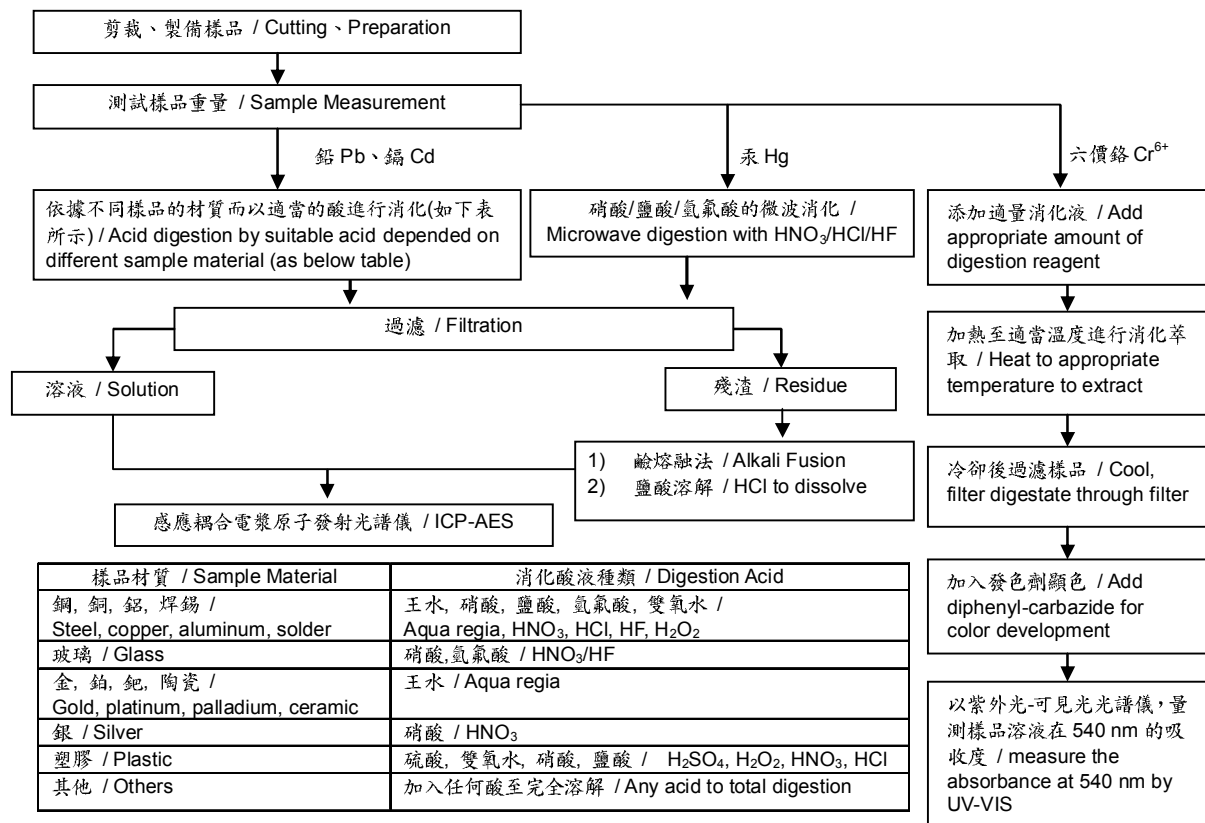 剪裁、製備樣品 / Cutting、Preparation
測試樣品重量 / Sample Measurement
鉛 Pb、鎘 Cd
汞 Hg
六價鉻 Cr⁶⁺
依據不同樣品的材質而以適當的酸進行消化(如下表
所示) / Acid digestion by suitable acid depended on
different sample material (as below table)
硝酸/鹽酸/氫氟酸的微波消化 /
Microwave digestion with HNO₃/HCl/HF
添加適量消化液 / Add
appropriate amount of
digestion reagent
過濾 / Filtration
加熱至適當溫度進行消化萃
取 / Heat to appropriate
temperature to extract
溶液 / Solution
殘渣 / Residue
1) 鹼熔融法 / Alkali Fusion
2) 鹽酸溶解 / HCl to dissolve
冷卻後過濾樣品 / Cool,
filter digestate through filter
感應耦合電漿原子發射光譜儀 / ICP-AES
加入發色劑顯色 / Add
diphenyl-carbazide for
color development
以紫外光-可見光光譜儀，量
測樣品溶液在 540 nm 的吸
收度 / measure the
absorbance at 540 nm by
UV-VIS
樣品材質 / Sample Material
消化酸液種類 / Digestion Acid
鋼, 銅, 鋁, 焊錫 /
Steel, copper, aluminum, solder
王水, 硝酸, 鹽酸, 氫氟酸, 雙氧水 /
Aqua regia, HNO₃, HCl, HF, H₂O₂
玻璃 / Glass
硝酸,氫氟酸 / HNO₃/HF
金, 鉑, 鈀, 陶瓷 /
Gold, platinum, palladium, ceramic
王水 / Aqua regia
銀 / Silver
硝酸 / HNO₃
塑膠 / Plastic
硫酸, 雙氧水, 硝酸, 鹽酸 / H₂SO₄, H₂O₂, HNO₃, HCl
其他 / Others
加入任何酸至完全溶解 / Any acid to total digestion